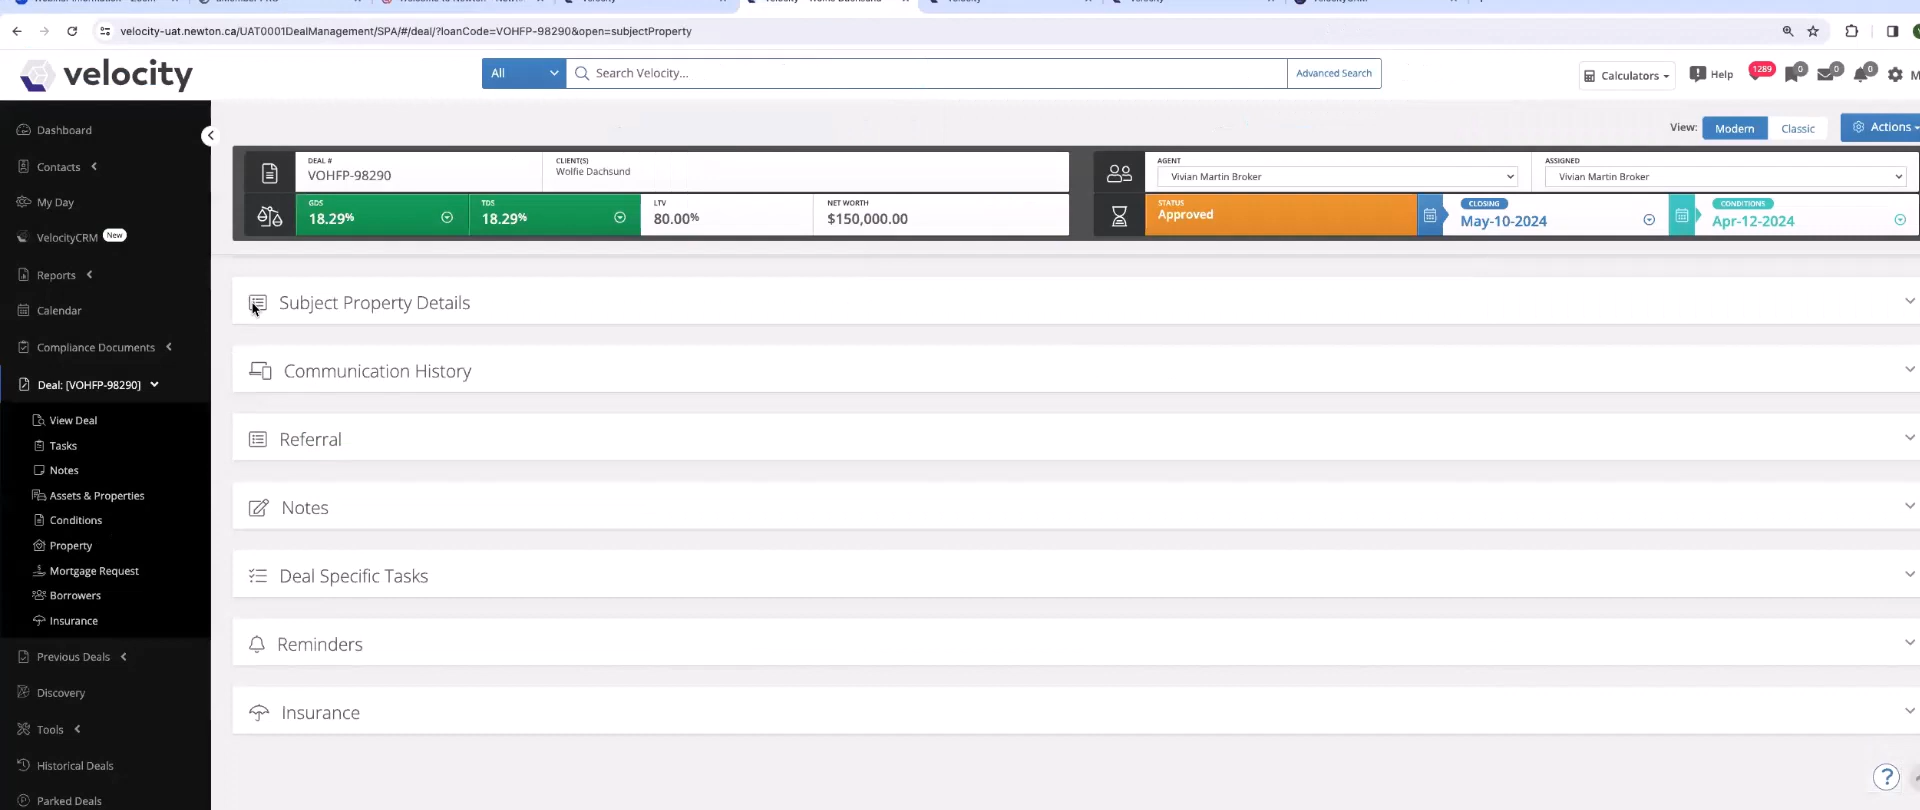 velocity-uat.newton.ca/UAT0001DealManagement/SPA/#/deal/?loanCode=VOHFP-98290&open=subjectProperty
velocity
All
Search Velocity...
Advanced Search
Calculators
Help
1289
0
0
0
Dashboard
Contacts
My Day
VelocityCRM New
Reports
Calendar
Compliance Documents
Deal: [VOHFP-98290]
View Deal
Tasks
Notes
Assets & Properties
Conditions
Property
Mortgage Request
Borrowers
Insurance
Previous Deals
Discovery
Tools
Historical Deals
Parked Deals
View: Modern Classic Actions
DEAL #
VOHFP-98290
CLIENT(S)
Wolfie Dachsund
AGENT
Vivian Martin Broker
ASSIGNED
Vivian Martin Broker
GDS
18.29%
TDS
18.29%
LTV
80.00%
NET WORTH
$150,000.00
STATUS
Approved
CLOSING
May-10-2024
CONDITIONS
Apr-12-2024
Subject Property Details
Communication History
Referral
Notes
Deal Specific Tasks
Reminders
Insurance
?